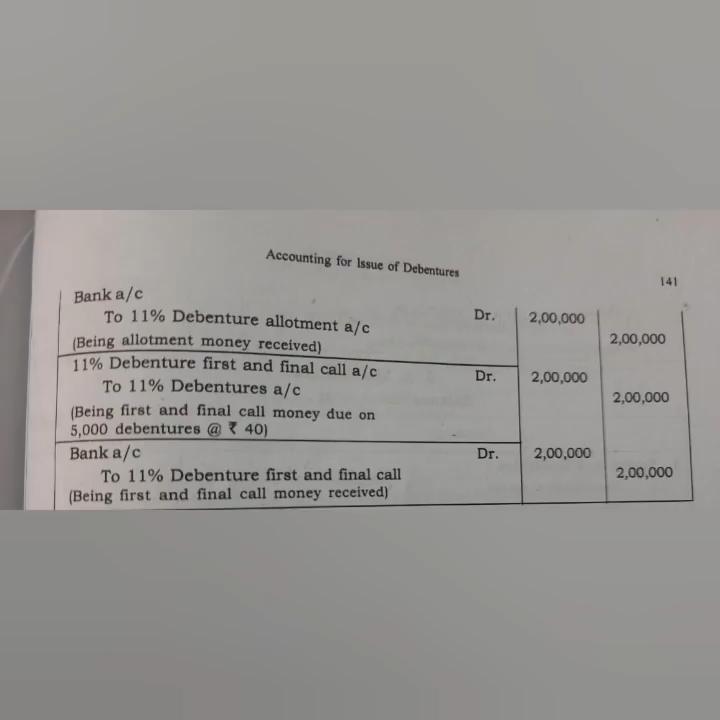 Accounting for Issue of Debentures
141
Bank a/c Dr. 2,00,000
To 11% Debenture allotment a/c 2,00,000
(Being allotment money received)
11% Debenture first and final call a/c Dr. 2,00,000
To 11% Debentures a/c 2,00,000
(Being first and final call money due on
5,000 debentures @ ₹ 40)
Bank a/c Dr. 2,00,000
To 11% Debenture first and final call 2,00,000
(Being first and final call money received)